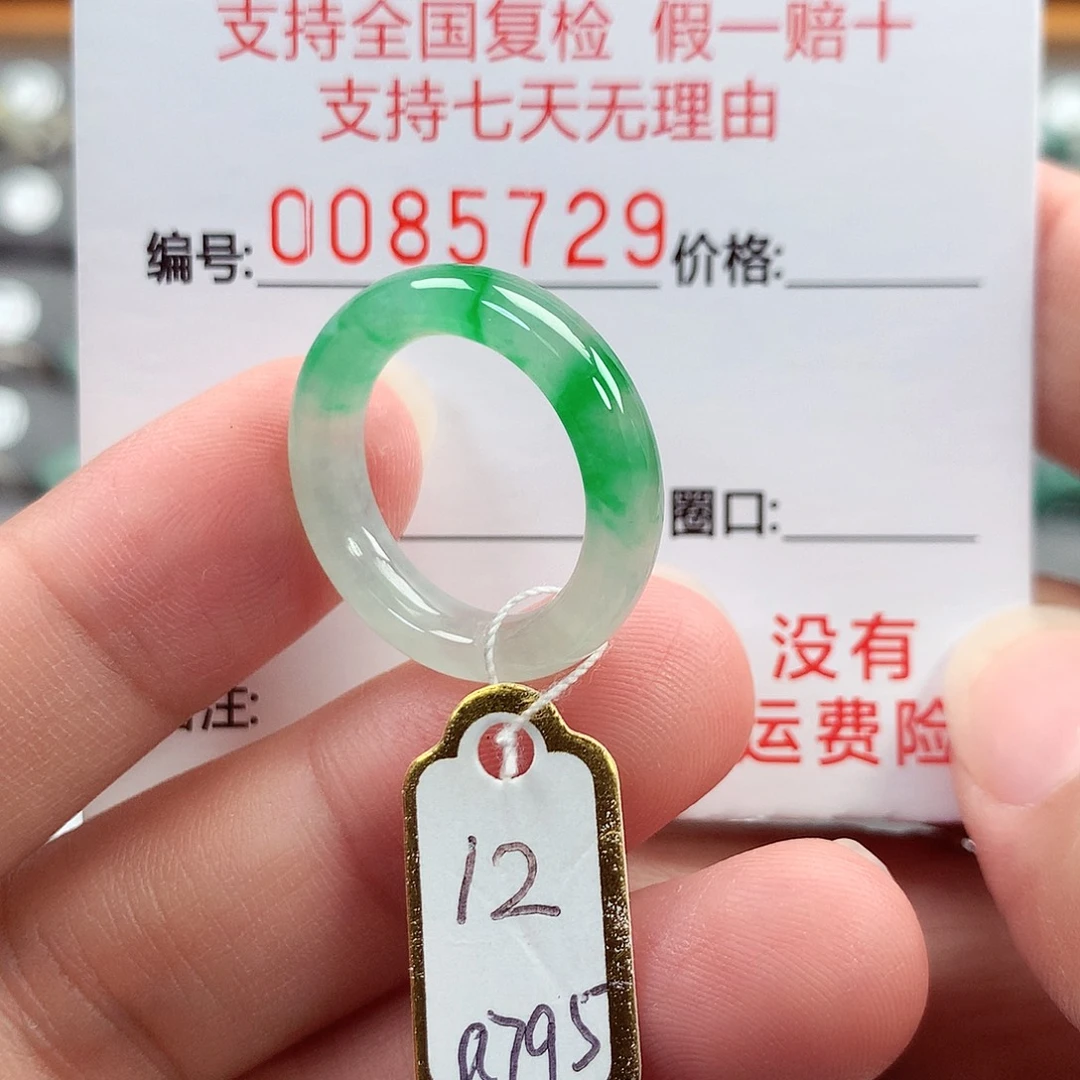 支持全国复检 假一赔十
支持七天无理由
编号: 0085729 价格:
圈口:
没有
注:
运费险
12
a795